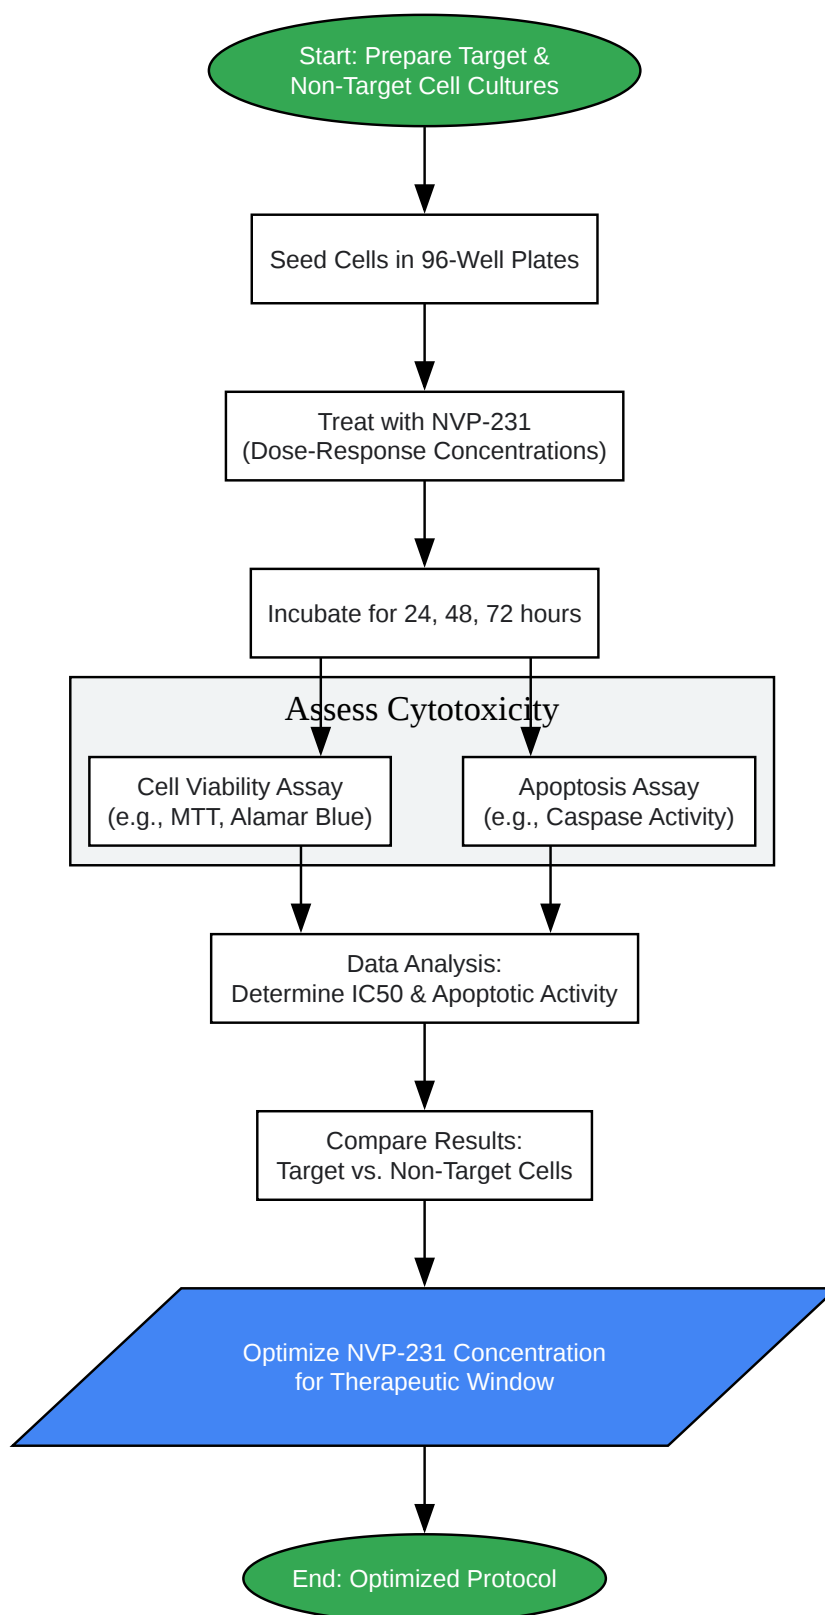 Start: Prepare Target &
Non-Target Cell Cultures
Seed Cells in 96-Well Plates
Treat with NVP-231
(Dose-Response Concentrations)
Incubate for 24, 48, 72 hours
Assess Cytotoxicity
Cell Viability Assay
(e.g., MTT, Alamar Blue)
Apoptosis Assay
(e.g., Caspase Activity)
Data Analysis:
Determine IC50 & Apoptotic Activity
Compare Results:
Target vs. Non-Target Cells
Optimize NVP-231 Concentration
for Therapeutic Window
End: Optimized Protocol